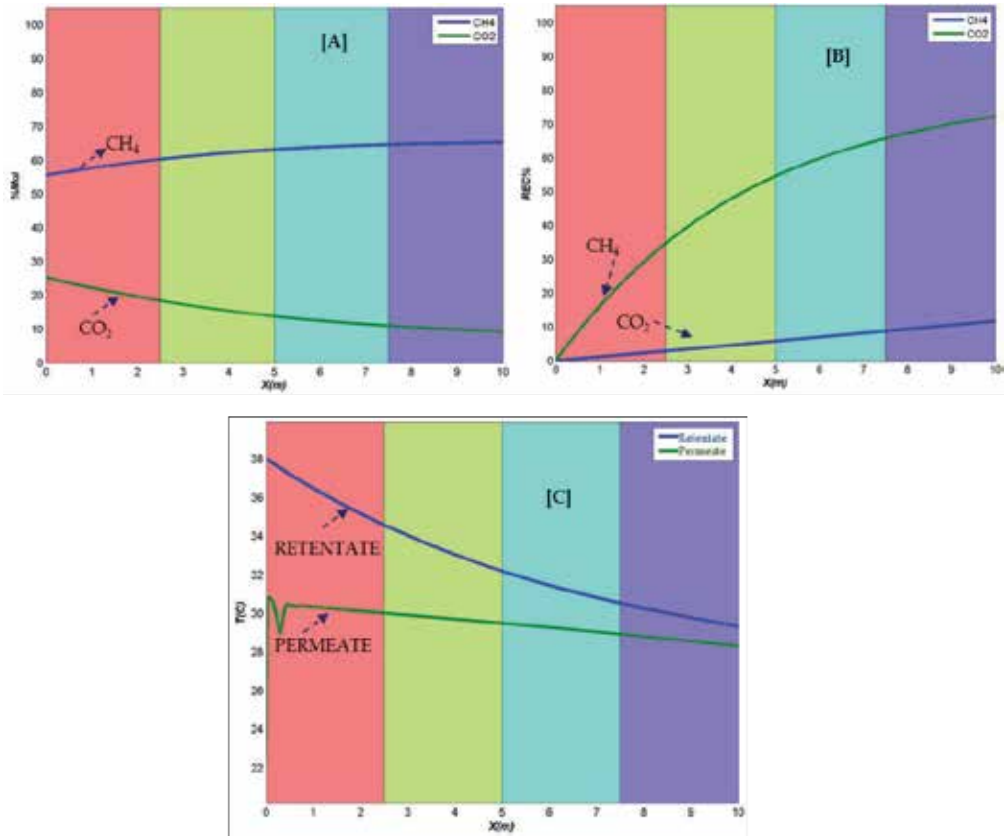 [A]
CH4
CO2
100
90
80
70
60
50
40
30
20
10
0
%Mol
CH4
CO2
0 1 2 3 4 5 6 7 8 9 10
X(m)
[B]
CH4
CO2
100
90
80
70
60
50
40
30
20
10
0
REC%
CH4
CO2
0 1 2 3 4 5 6 7 8 9 10
X(m)
[C]
Retentate
Permeate
38
36
34
32
30
28
26
24
22
T(C)
RETENTATE
PERMEATE
0 1 2 3 4 5 6 7 8 9 10
X(m)